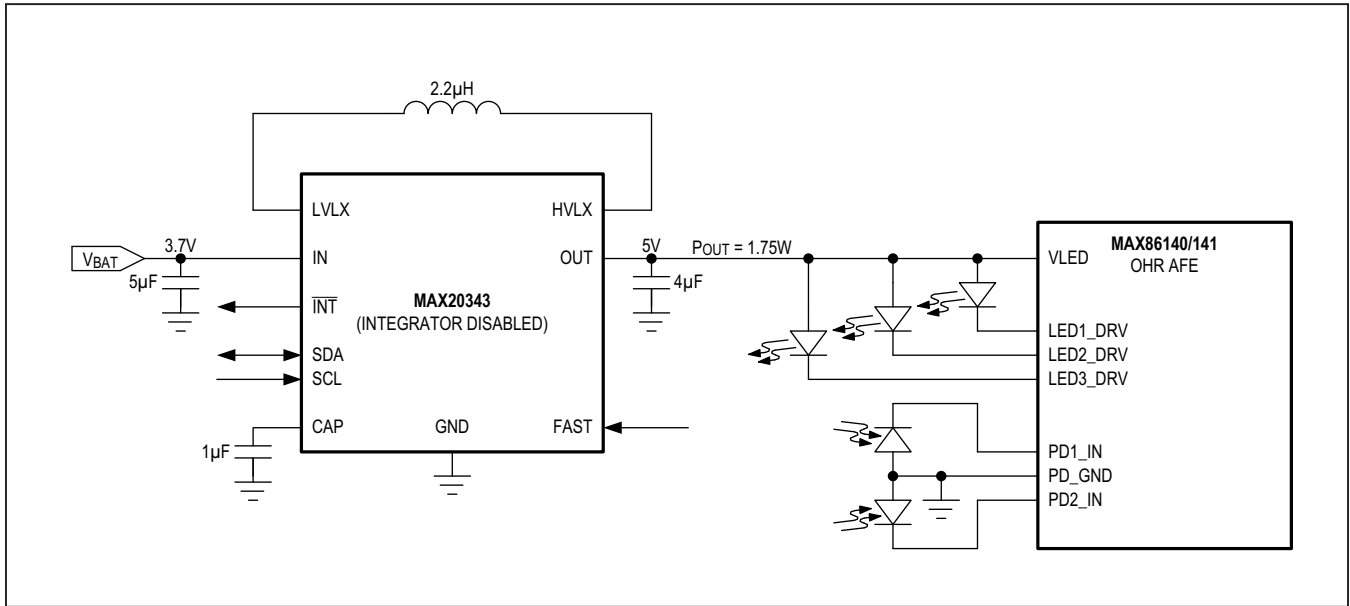 2.2µH
LVLX
HVLX
VBAT
3.7V
IN
OUT
5V
POUT = 1.75W
5µF
4µF
INT
MAX20343
(INTEGRATOR DISABLED)
SDA
SCL
CAP
GND
FAST
1µF
MAX86140/141
OHR AFE
VLED
LED1_DRV
LED2_DRV
LED3_DRV
PD1_IN
PD_GND
PD2_IN